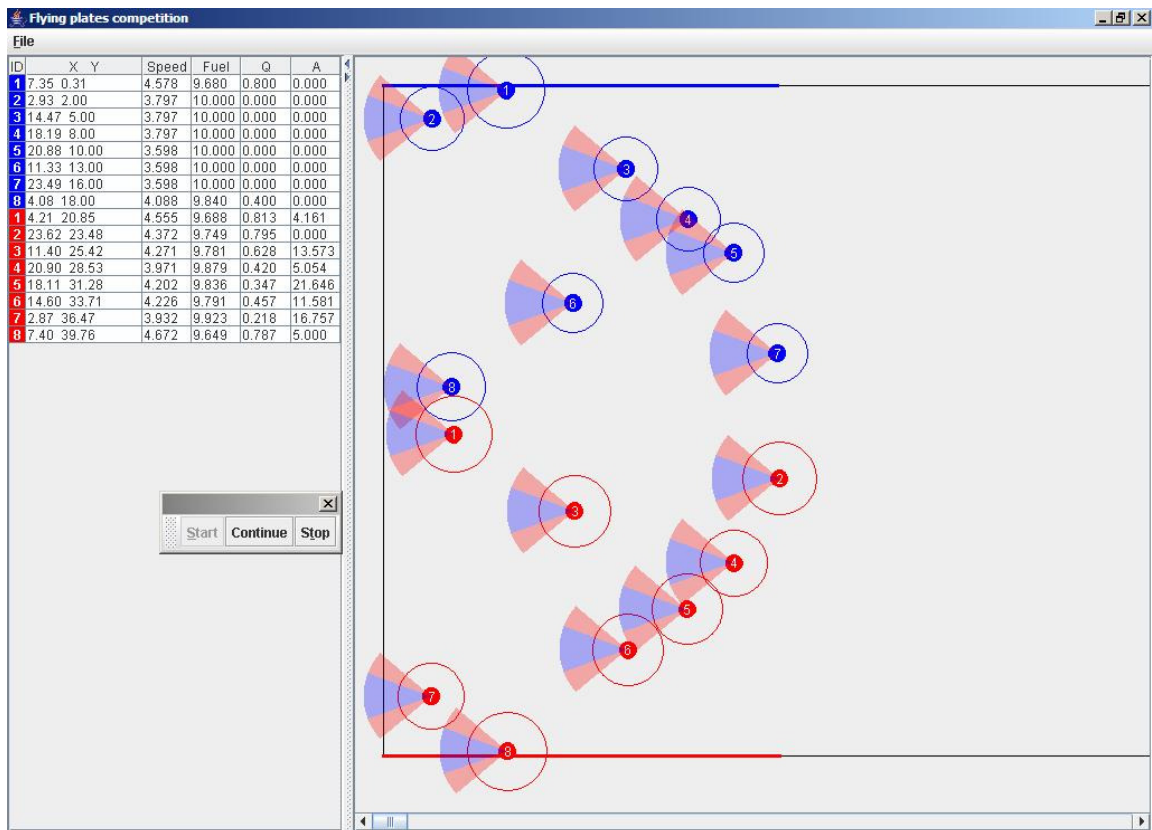 Flying plates competition
File
ID X Y Speed Fuel Q A
1 7.35 0.31 4.578 9.680 0.800 0.000
2 2.93 2.00 3.797 10.000 0.000 0.000
3 14.47 5.00 3.797 10.000 0.000 0.000
4 18.19 8.00 3.797 10.000 0.000 0.000
5 20.88 10.00 3.598 10.000 0.000 0.000
6 11.33 13.00 3.598 10.000 0.000 0.000
7 23.49 16.00 3.598 10.000 0.000 0.000
8 4.08 18.00 4.088 9.840 0.400 0.000
1 4.21 20.85 4.555 9.688 0.813 4.161
2 23.62 23.48 4.372 9.749 0.795 0.000
3 11.40 25.42 4.271 9.781 0.628 13.573
4 20.90 28.53 3.971 9.879 0.420 5.054
5 18.11 31.28 4.202 9.836 0.347 21.646
6 14.60 33.71 4.226 9.791 0.457 11.581
7 2.87 36.47 3.932 9.923 0.218 16.757
8 7.40 39.76 4.672 9.649 0.787 5.000
Start Continue Stop
1
2
3
4
5
6
7
8
1
2
3
4
5
6
7
8